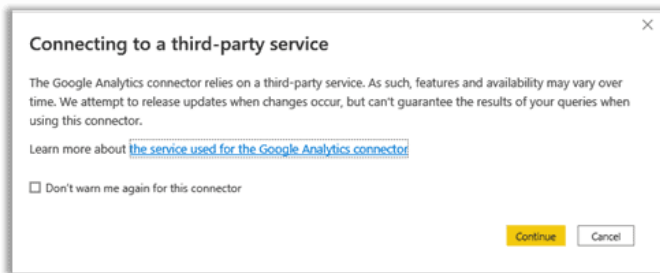 Connecting to a third-party service
The Google Analytics connector relies on a third-party service. As such, features and availability may vary over
time. We attempt to release updates when changes occur, but can't guarantee the results of your queries when
using this connector.
Learn more about the service used for the Google Analytics connector
Don't warn me again for this connector
Continue Cancel